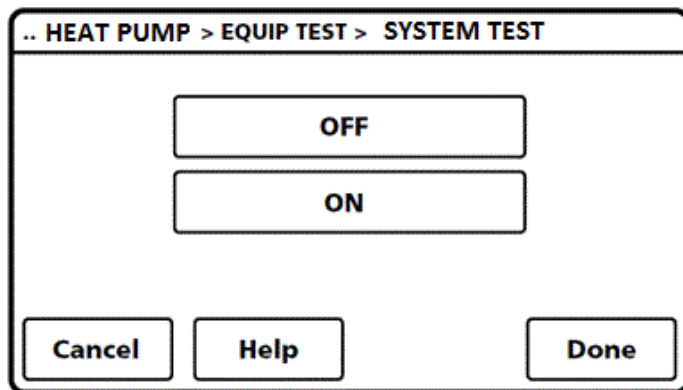 .. HEAT PUMP > EQUIP TEST > SYSTEM TEST
OFF
ON
Cancel Help Done